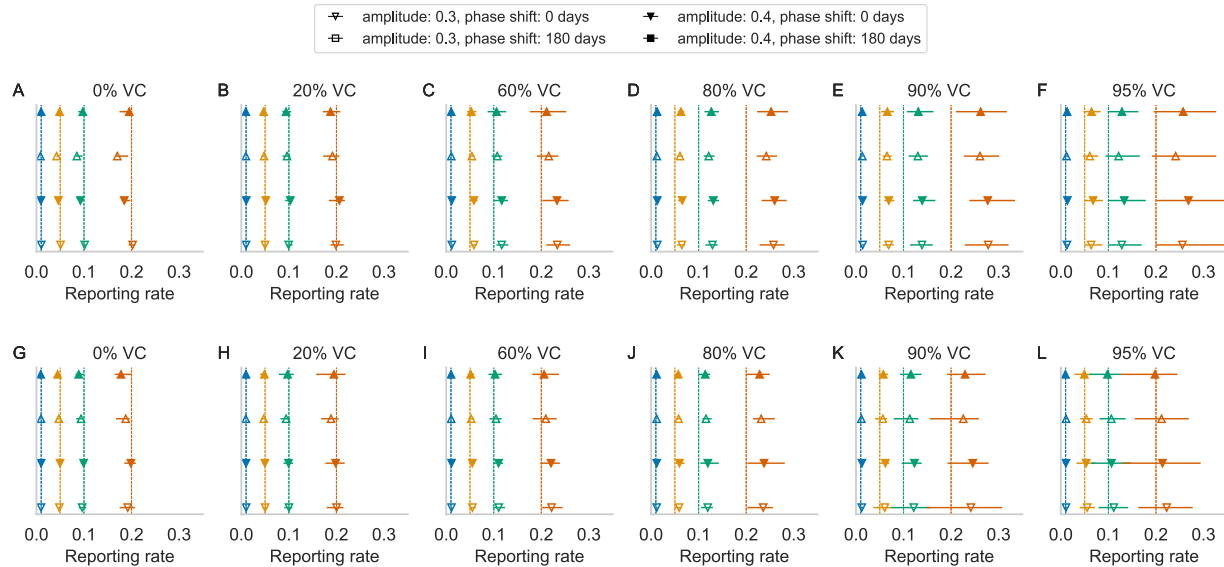 amplitude: 0.3, phase shift: 0 days amplitude: 0.4, phase shift: 0 days
amplitude: 0.3, phase shift: 180 days amplitude: 0.4, phase shift: 180 days
A 0% VC B 20% VC C 60% VC D 80% VC E 90% VC F 95% VC
0.0 0.1 0.2 0.3 0.0 0.1 0.2 0.3 0.0 0.1 0.2 0.3 0.0 0.1 0.2 0.3 0.0 0.1 0.2 0.3 0.0 0.1 0.2 0.3
Reporting rate Reporting rate Reporting rate Reporting rate Reporting rate Reporting rate
G 0% VC H 20% VC I 60% VC J 80% VC K 90% VC L 95% VC
0.0 0.1 0.2 0.3 0.0 0.1 0.2 0.3 0.0 0.1 0.2 0.3 0.0 0.1 0.2 0.3 0.0 0.1 0.2 0.3 0.0 0.1 0.2 0.3
Reporting rate Reporting rate Reporting rate Reporting rate Reporting rate Reporting rate